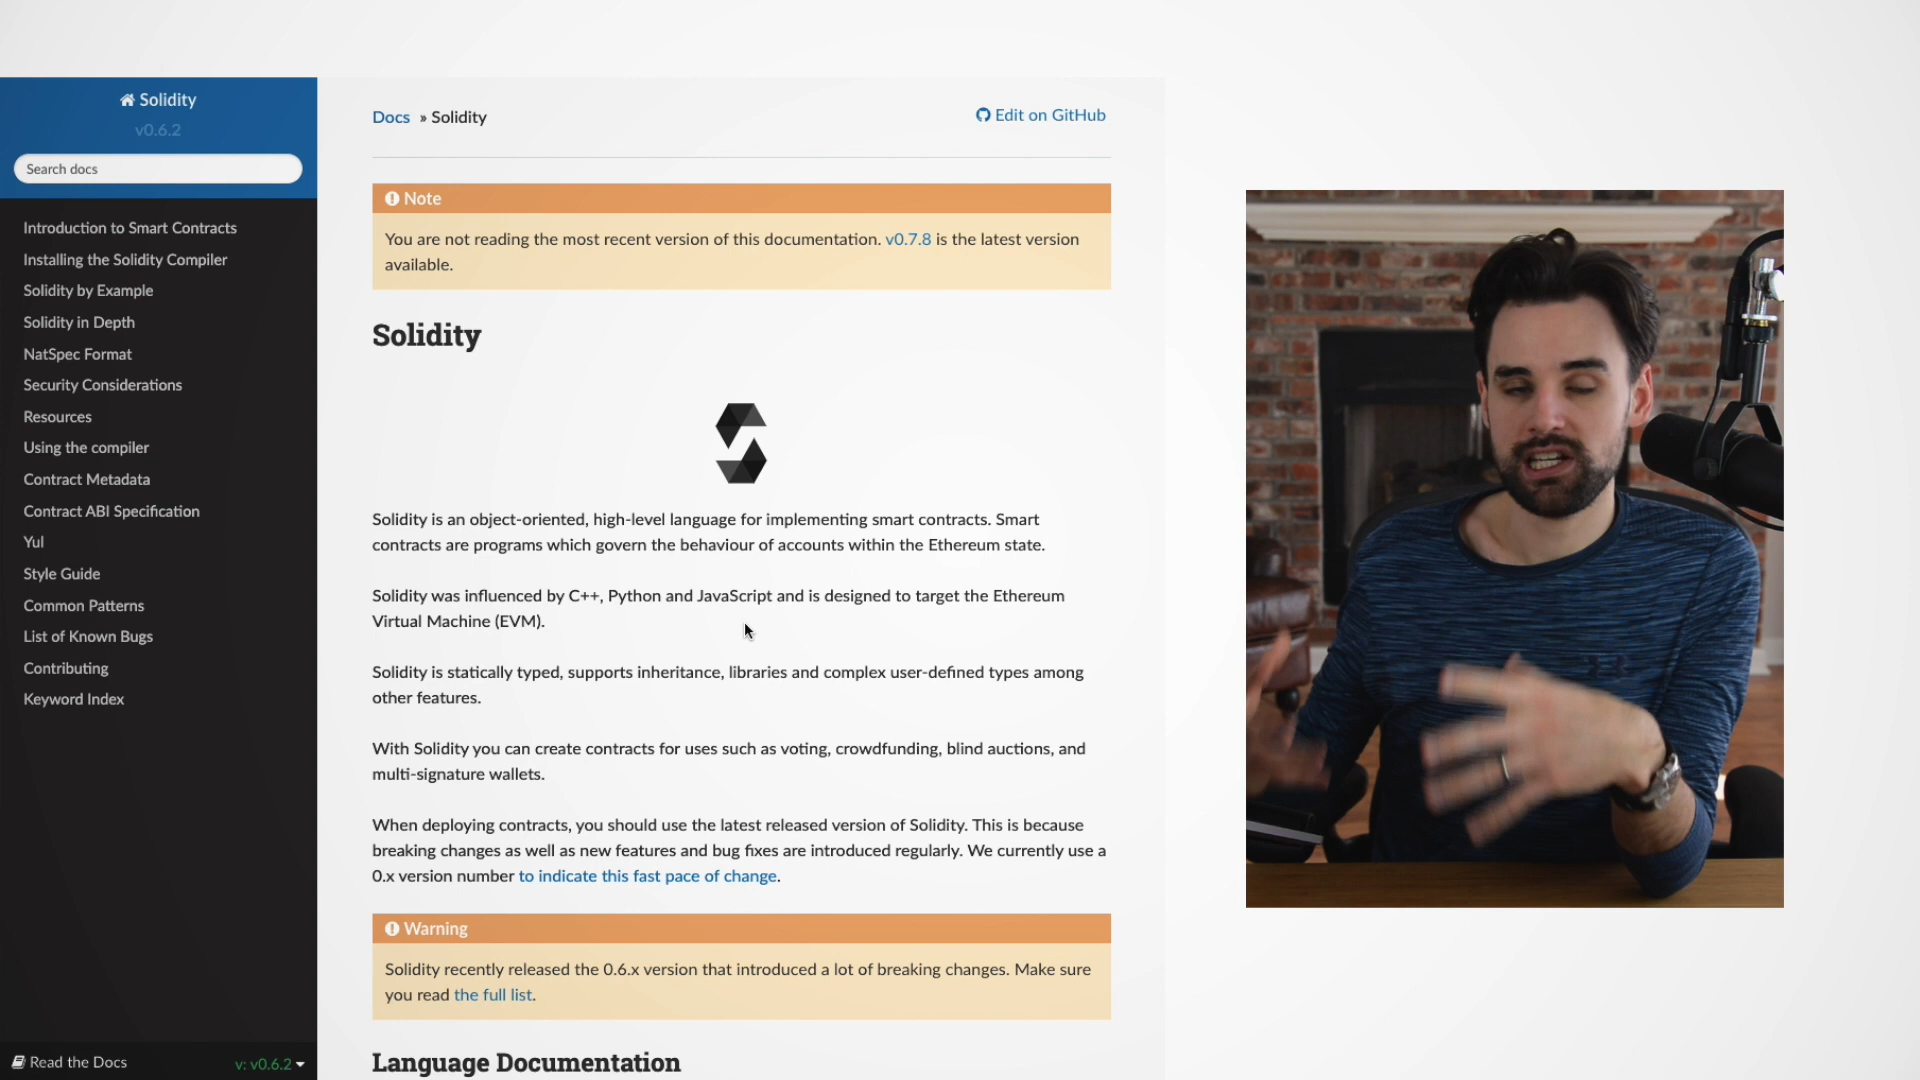 Solidity
v0.6.2
Search docs
Introduction to Smart Contracts
Installing the Solidity Compiler
Solidity by Example
Solidity in Depth
NatSpec Format
Security Considerations
Resources
Using the compiler
Contract Metadata
Contract ABI Specification
Yul
Style Guide
Common Patterns
List of Known Bugs
Contributing
Keyword Index
Read the Docs
v: v0.6.2
Docs » Solidity
Edit on GitHub
Note
You are not reading the most recent version of this documentation. v0.7.8 is the latest version
available.
Solidity
Solidity is an object-oriented, high-level language for implementing smart contracts. Smart
contracts are programs which govern the behaviour of accounts within the Ethereum state.
Solidity was influenced by C++, Python and JavaScript and is designed to target the Ethereum
Virtual Machine (EVM).
Solidity is statically typed, supports inheritance, libraries and complex user-defined types among
other features.
With Solidity you can create contracts for uses such as voting, crowdfunding, blind auctions, and
multi-signature wallets.
When deploying contracts, you should use the latest released version of Solidity. This is because
breaking changes as well as new features and bug fixes are introduced regularly. We currently use a
0.x version number to indicate this fast pace of change.
Warning
Solidity recently released the 0.6.x version that introduced a lot of breaking changes. Make sure
you read the full list.
Language Documentation